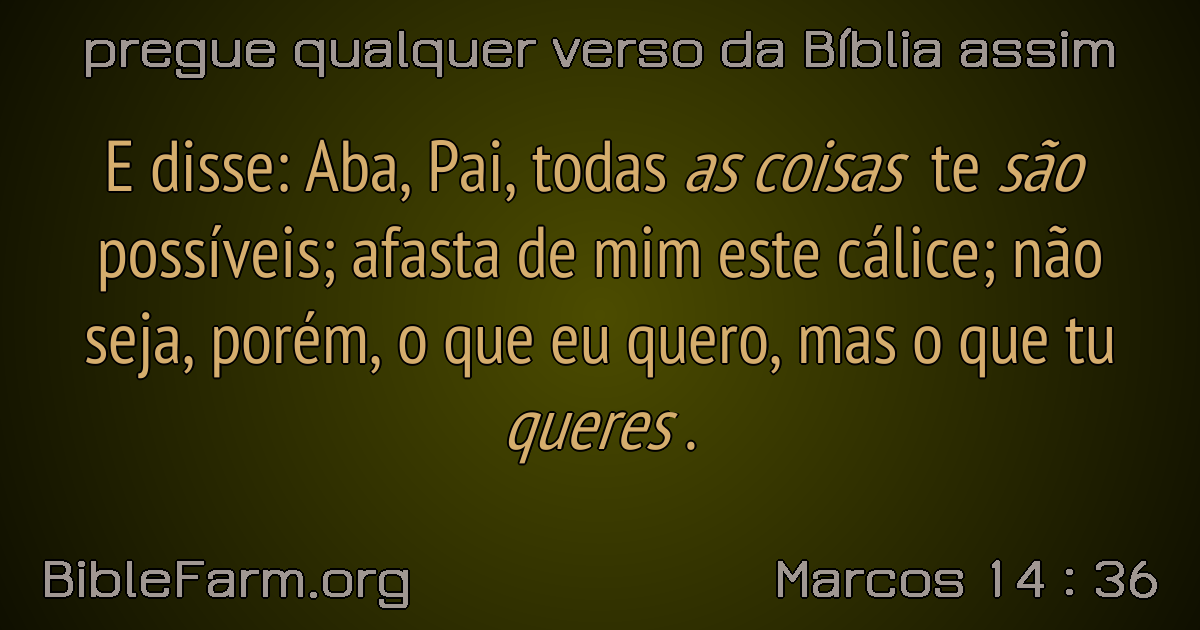 pregue qualquer verso da Bíblia assim
E disse: Aba, Pai, todas as coisas te são
possíveis; afasta de mim este cálice; não
seja, porém, o que eu quero, mas o que tu
queres .
BibleFarm.org
Marcos 14 : 36